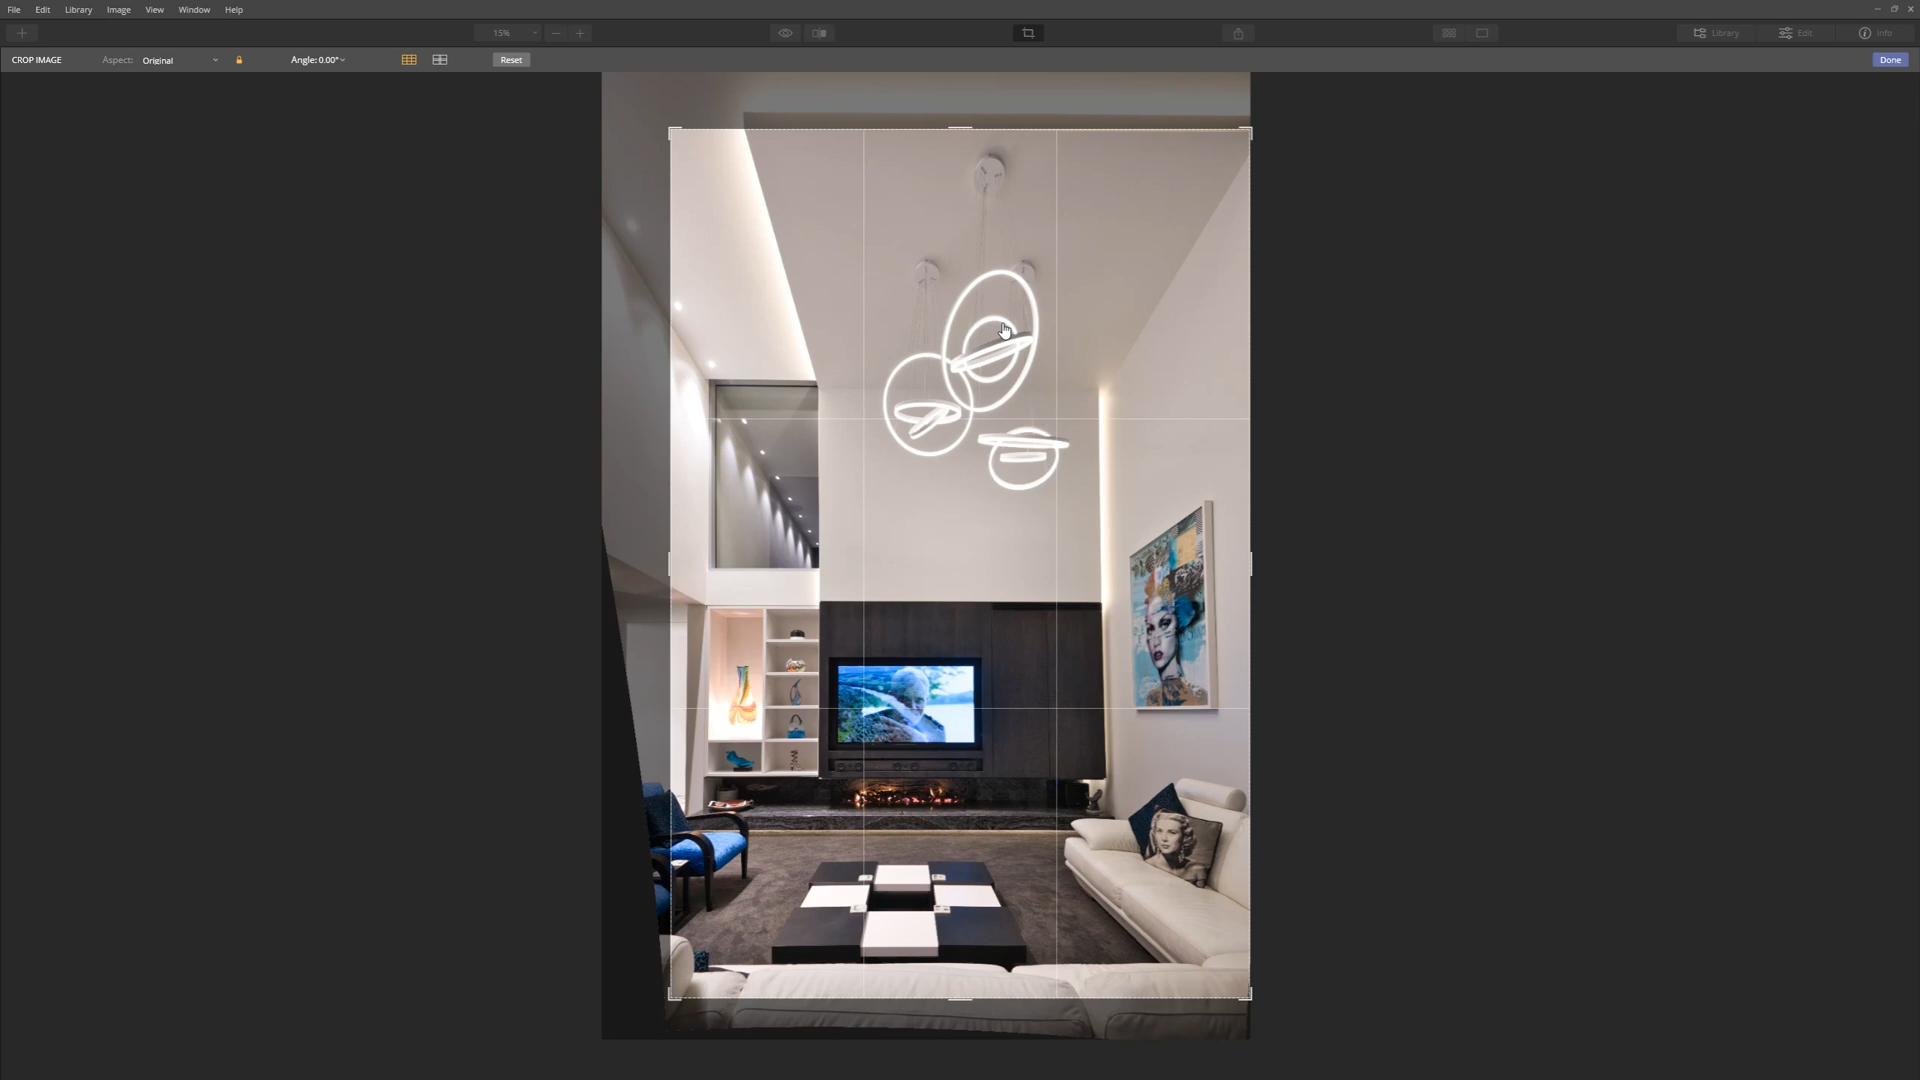 File Edit Library Image View Window Help
15% Library Edit Info
CROP IMAGE Aspect: Original Angle: 0.00° Reset Done